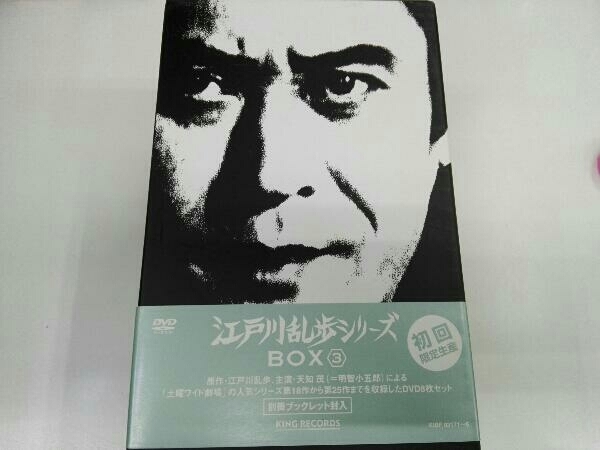 DVD
江戸川乱歩シリーズ
BOX 3
初回
限定生産
原作・江戸川乱歩、主演・天知 茂(=明智小五郎)による
「土曜ワイド劇場」の人気シリーズ第18作から第25作までを収録したDVD8枚セット
別冊ブックレット封入
KING RECORDS